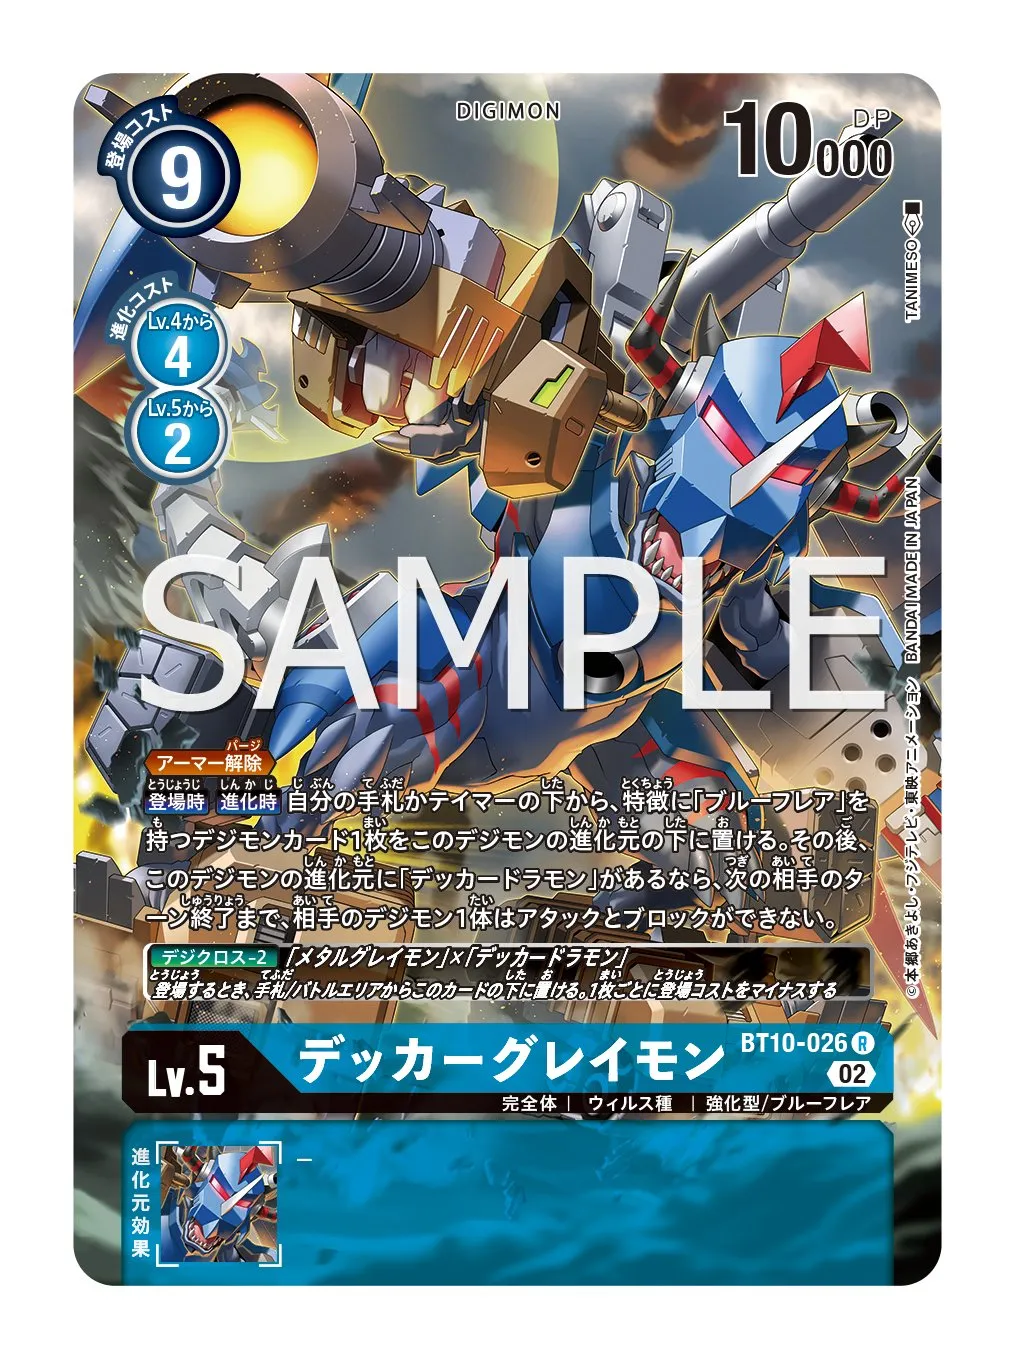 DIGIMON
登場コスト
9
10000
DP
進化コスト
Lv.4から
4
Lv.5から
2
TANIMESO
SAMPLE
アーマー解除
パージ
登場時 進化時 自分の手札かテイマーの下から、特徴に「ブルーフレア」を
持つデジモンカード1枚をこのデジモンの進化元の下に置ける。その後、
このデジモンの進化元に「デッカードラモン」があるなら、次の相手のタ
ーン終了まで、相手のデジモン1体はアタックとブロックができない。
デジクロス-2 「メタルグレイモン」×「デッカードラモン」
登場するとき、手札/バトルエリアからこのカードの下に置ける。1枚ごとに登場コストをマイナスする
©本郷あきよし・フジテレビ・東映アニメーション BANDAI MADE IN JAPAN
Lv.5
デッカーグレイモン
BT10-026 R
02
完全体 | ウィルス種 | 強化型/ブルーフレア
進化元効果
—